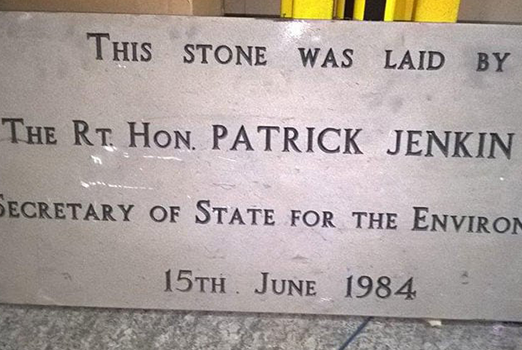 THIS STONE WAS LAID BY
THE RT. HON. PATRICK JENKIN
SECRETARY OF STATE FOR THE ENVIRON
15TH. JUNE 1984